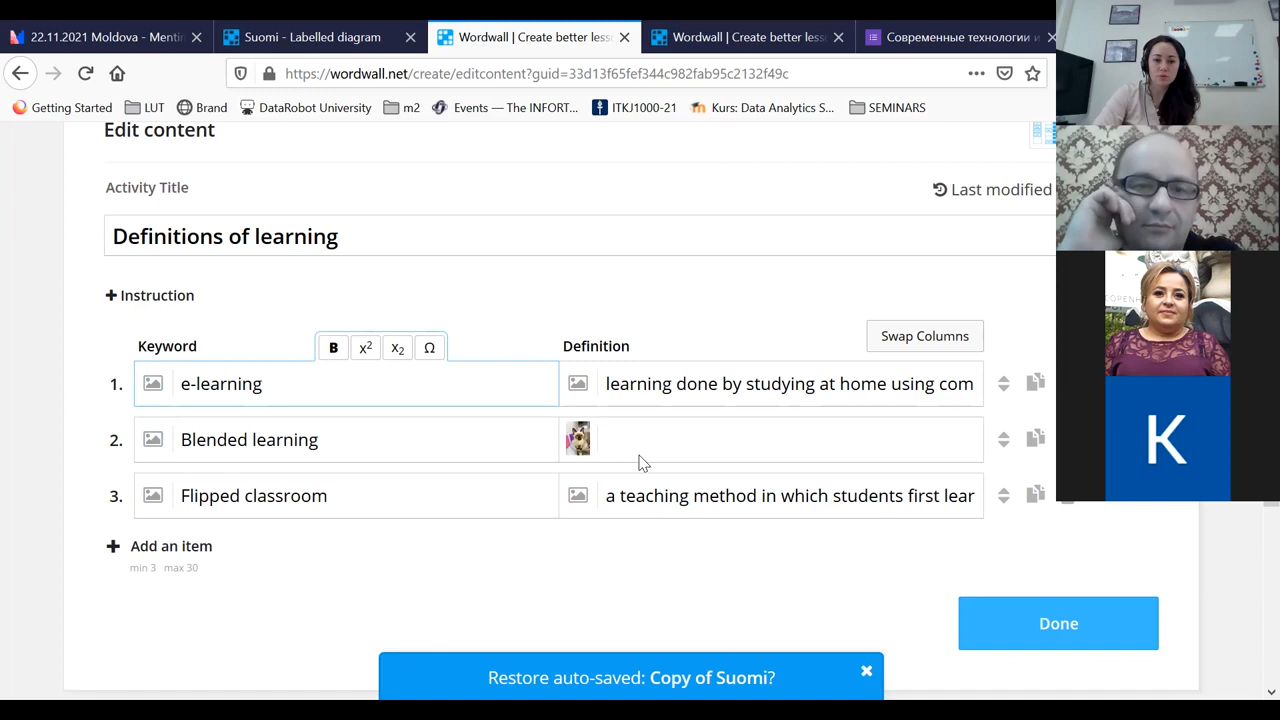 22.11.2021 Moldova - Mentim
Suomi - Labelled diagram
Wordwall | Create better less
Wordwall | Create better less
Современные технологии и
https://wordwall.net/create/editcontent?guid=33d13f65fef344c982fab95c2132f49c
Getting Started
LUT
Brand
DataRobot University
m2
Events — The INFORT...
ITKJ1000-21
Kurs: Data Analytics S...
SEMINARS
Edit content
Activity Title
Last modified
Definitions of learning
Instruction
Keyword
B x² x₂ Ω
Definition
Swap Columns
1. e-learning
learning done by studying at home using com
2. Blended learning
3. Flipped classroom
a teaching method in which students first lear
Add an item
min 3 max 30
Done
Restore auto-saved: Copy of Suomi?
COPENH
K